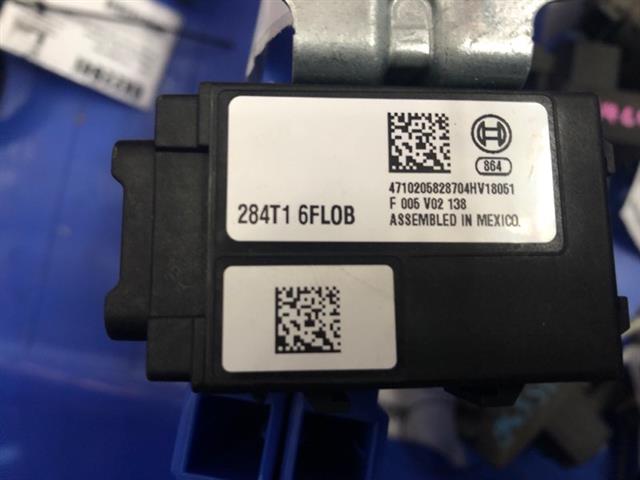 864
4710205828704HV18051
F 005 V02 138
ASSEMBLED IN MEXICO.
284T1 6FL0B